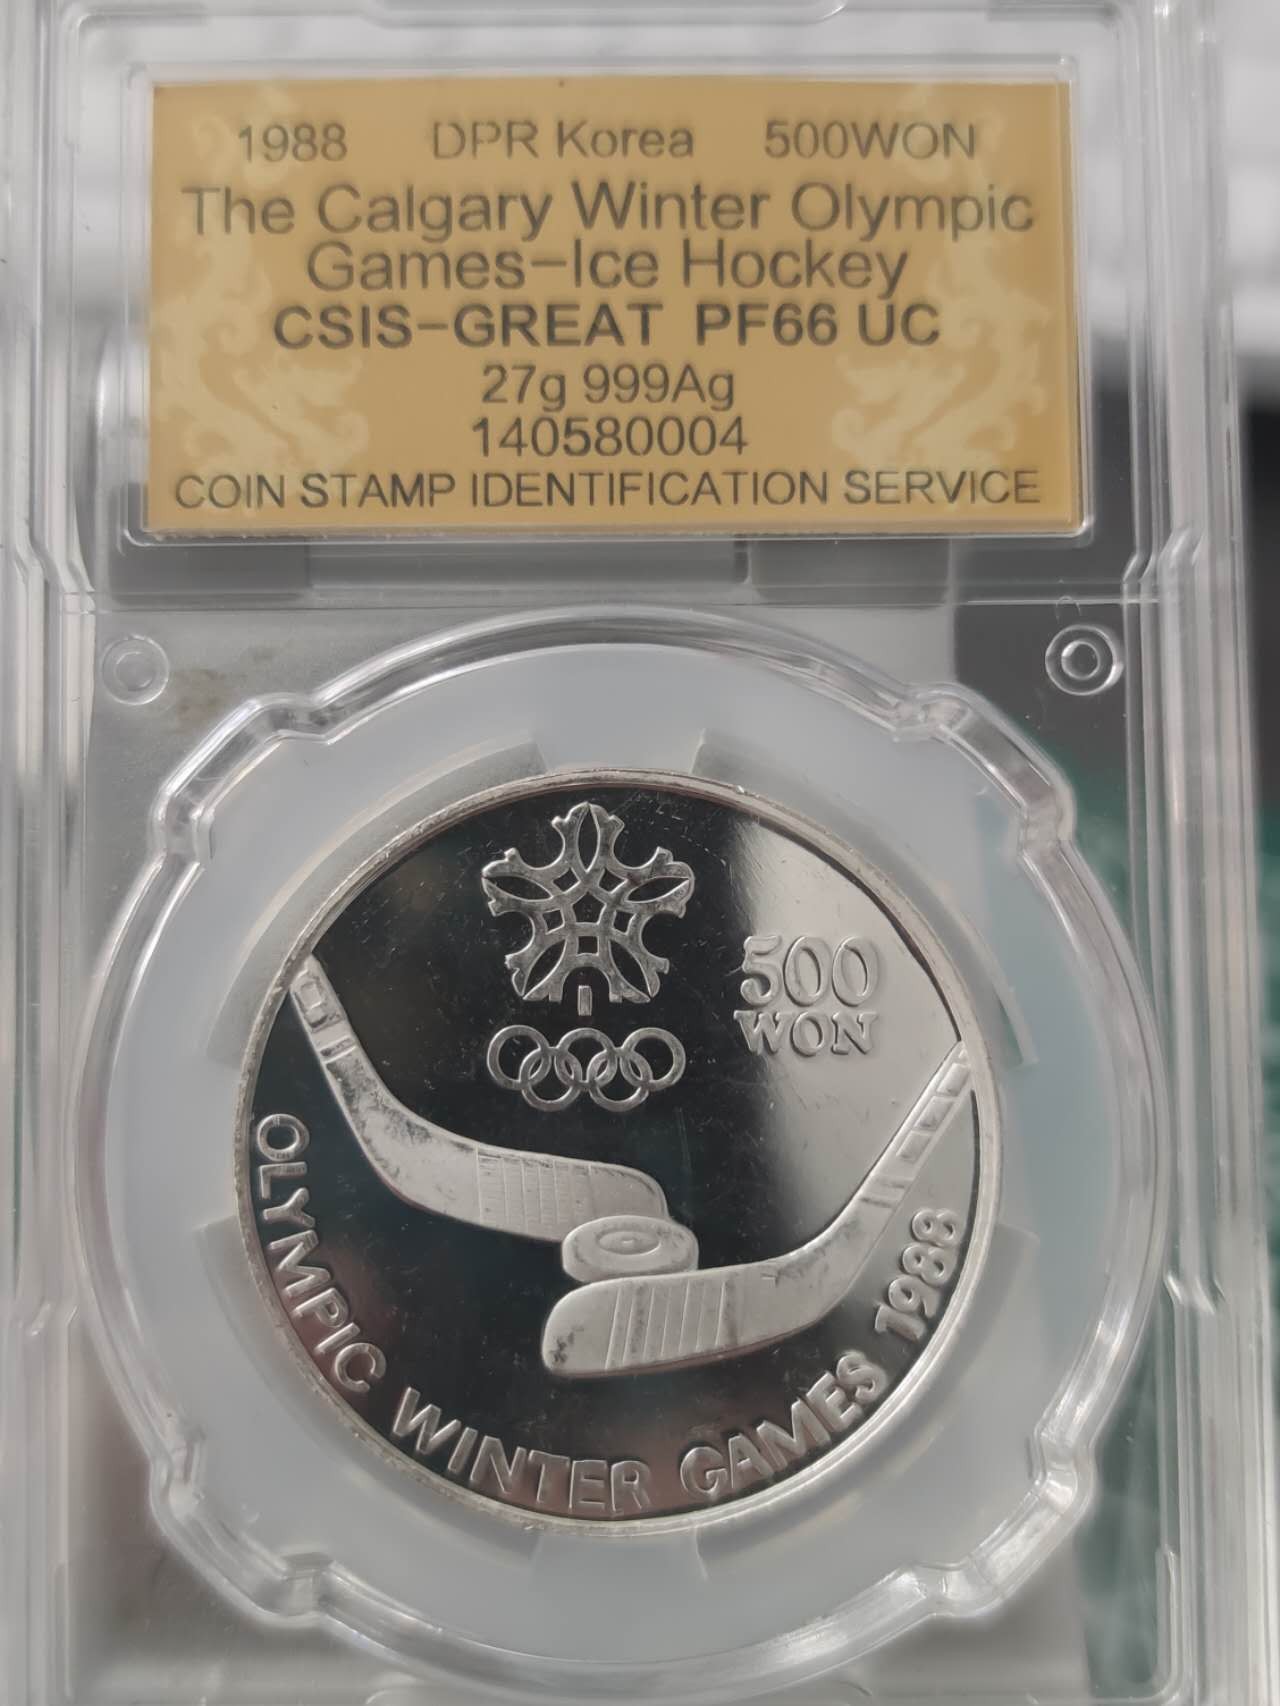 1988 DPR Korea 500WON
The Calgary Winter Olympic
Games-Ice Hockey
CSIS-GREAT PF66 UC
27g 999Ag
140580004
COIN STAMP IDENTIFICATION SERVICE
500
WON
OLYMPIC WINTER GAMES 1988